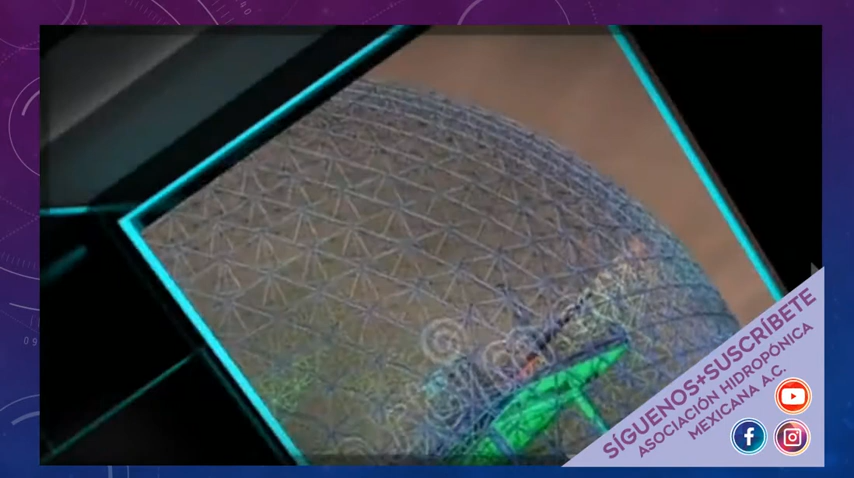 SÍGUENOS+SUSCRÍBETE
ASOCIACIÓN HIDROPÓNICA
MEXICANA A.C.